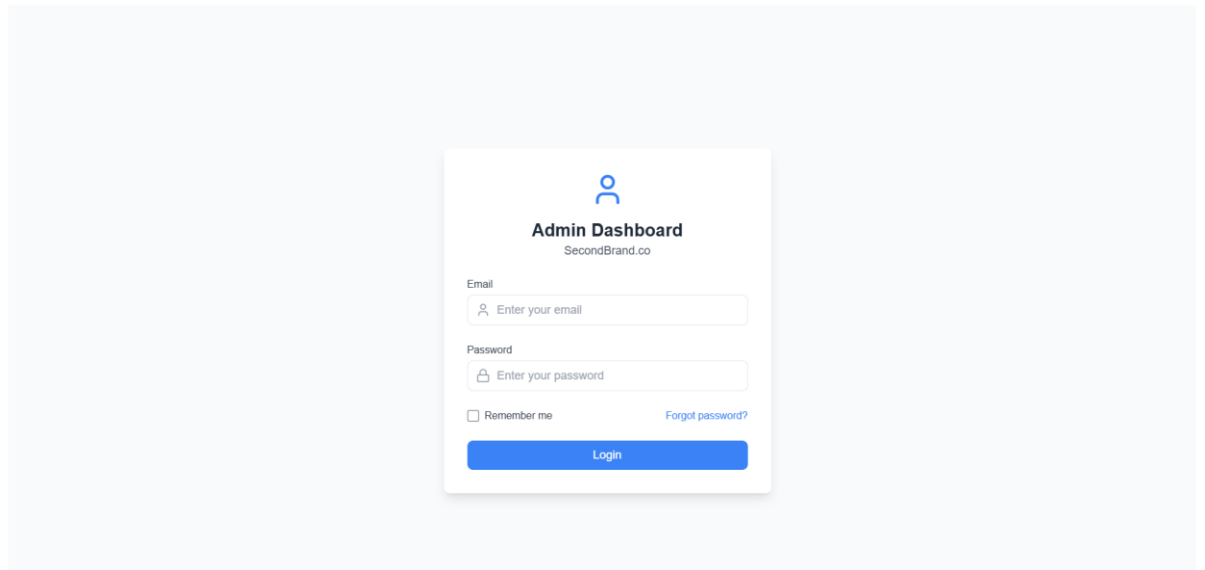 Admin Dashboard
SecondBrand.co
Email
Enter your email
Password
Enter your password
Remember me Forgot password?
Login